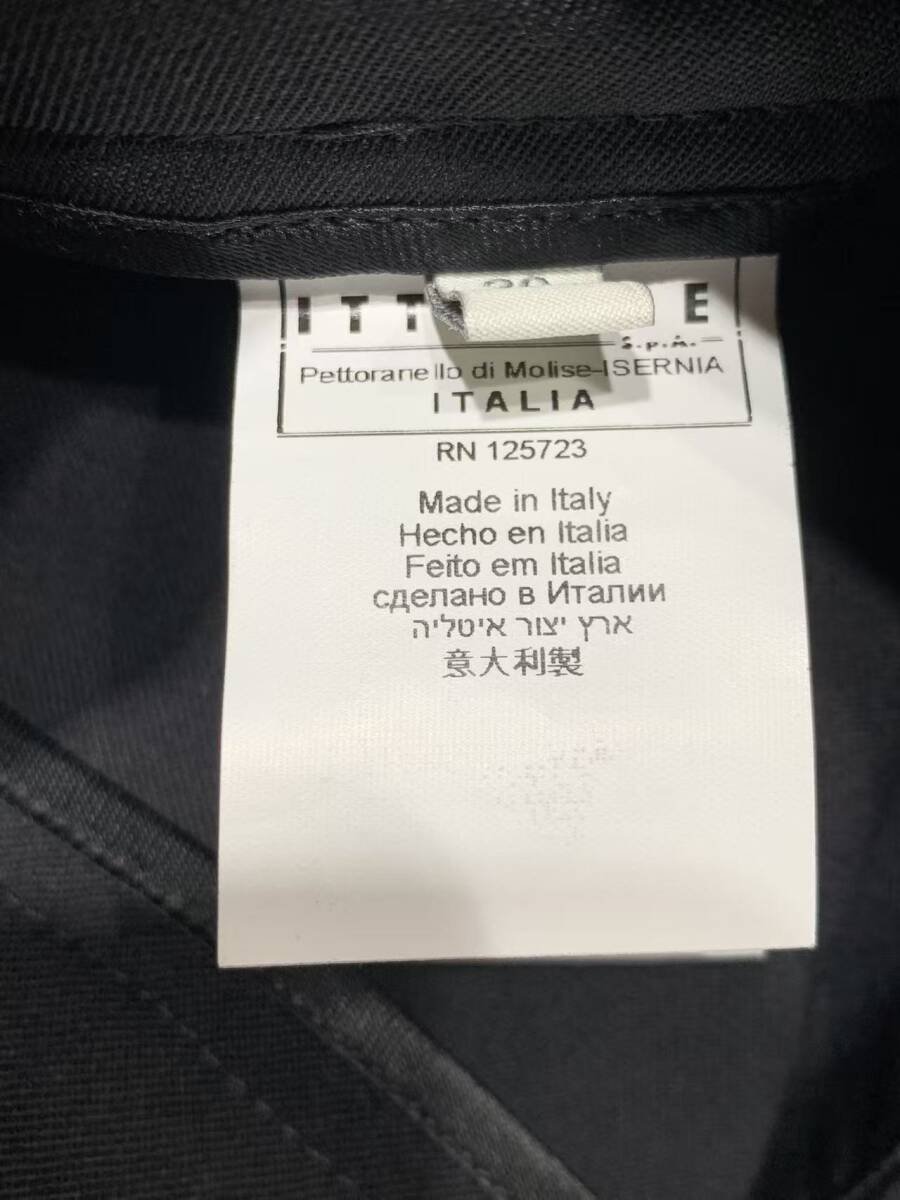 ITT E
S.p.A.
Pettoranello di Molise-ISERNIA
ITALIA
RN 125723
Made in Italy
Hecho en Italia
Feito em Italia
сделано в Италии
ארץ יצור איטליה
意大利製